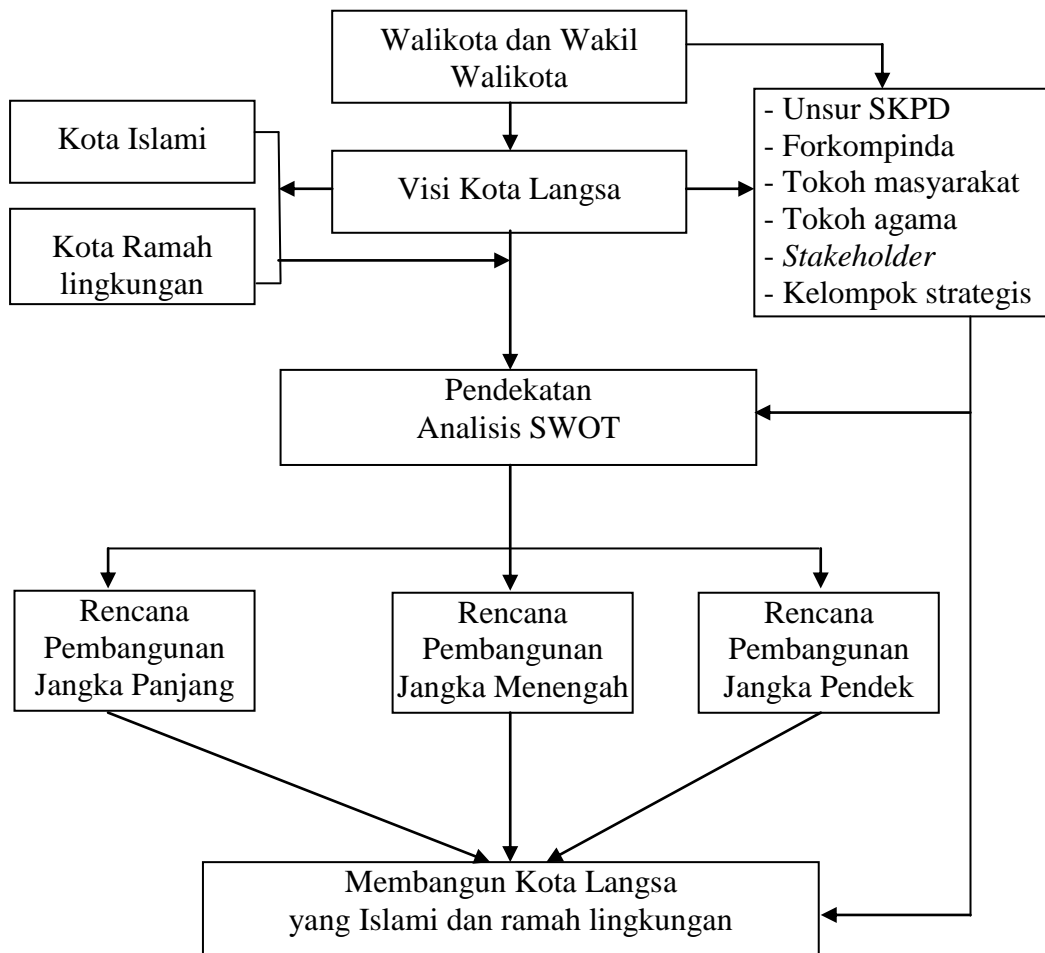 Walikota dan Wakil
Walikota
Kota Islami
Visi Kota Langsa
Kota Ramah
lingkungan
- Unsur SKPD
- Forkompinda
- Tokoh masyarakat
- Tokoh agama
- Stakeholder
- Kelompok strategis
Pendekatan
Analisis SWOT
Rencana
Pembangunan
Jangka Panjang
Rencana
Pembangunan
Jangka Menengah
Rencana
Pembangunan
Jangka Pendek
Membangun Kota Langsa
yang Islami dan ramah lingkungan